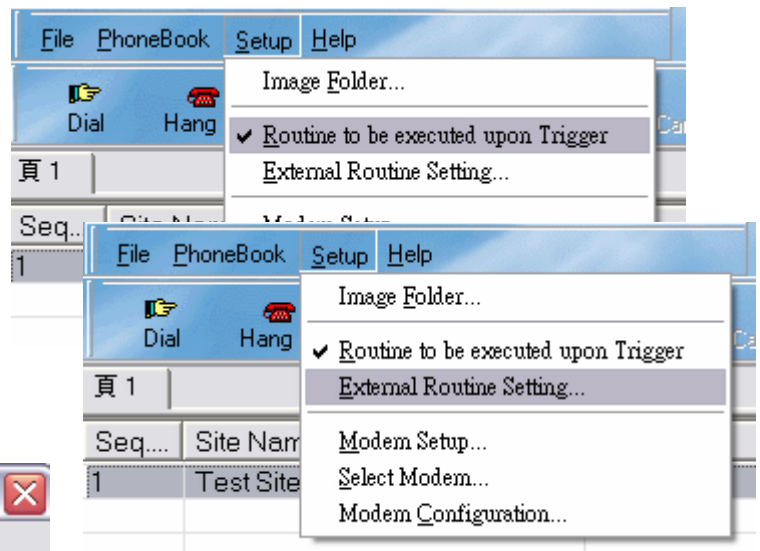 File PhoneBook Setup Help
Image Folder...
Dial Hang
✔ Routine to be executed upon Trigger
頁 1
External Routine Setting...
Seq..
1
File PhoneBook Setup Help
Image Folder...
Dial Hang
✔ Routine to be executed upon Trigger
頁 1
External Routine Setting...
Seq.... Site Nam
Modem Setup...
1 Test Site
Select Modem...
Modem Configuration...